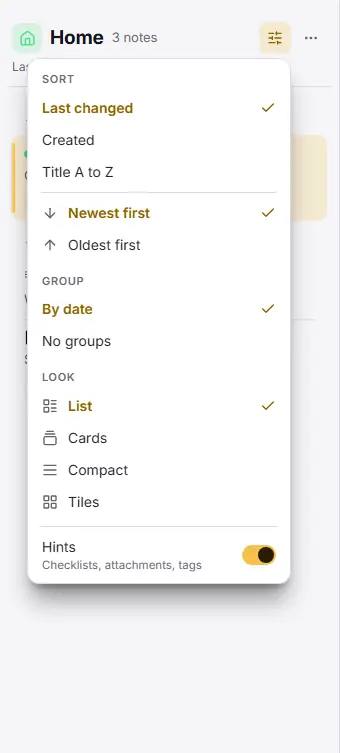 Home 3 notes
SORT
Last changed
Created
Title A to Z
Newest first
Oldest first
GROUP
By date
No groups
LOOK
List
Cards
Compact
Tiles
Hints
Checklists, attachments, tags